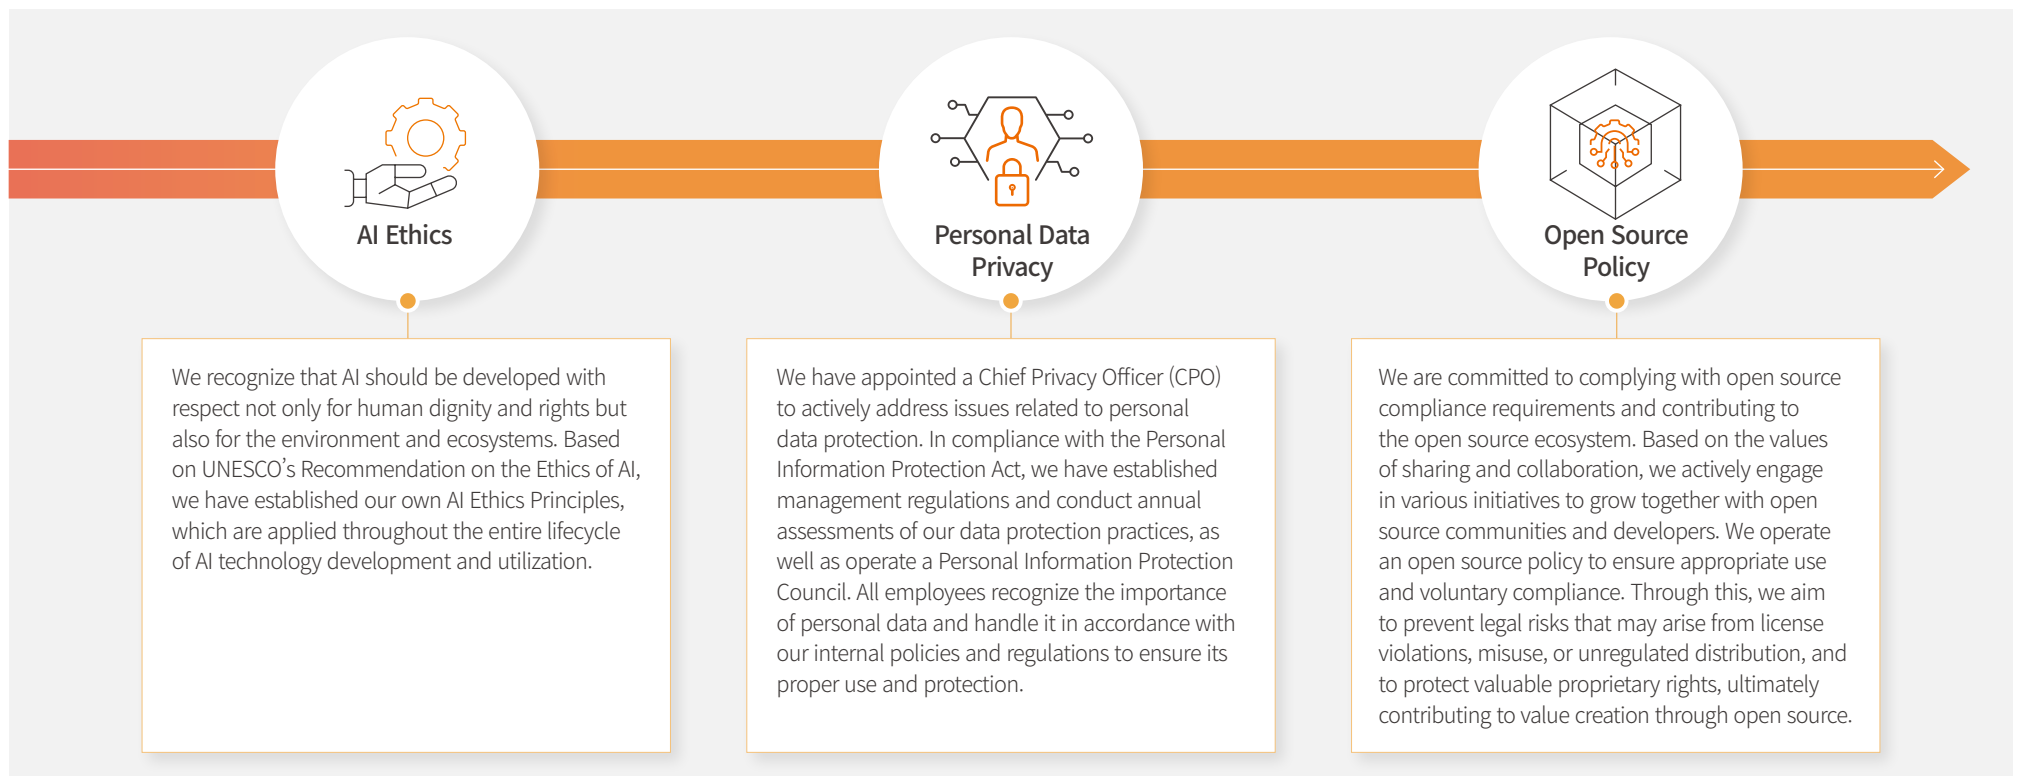 AI Ethics
We recognize that AI should be developed with
respect not only for human dignity and rights but
also for the environment and ecosystems. Based
on UNESCO's Recommendation on the Ethics of AI,
we have established our own AI Ethics Principles,
which are applied throughout the entire lifecycle
of AI technology development and utilization.
Personal Data
Privacy
We have appointed a Chief Privacy Officer (CPO)
to actively address issues related to personal
data protection. In compliance with the Personal
Information Protection Act, we have established
management regulations and conduct annual
assessments of our data protection practices, as
well as operate a Personal Information Protection
Council. All employees recognize the importance
of personal data and handle it in accordance with
our internal policies and regulations to ensure its
proper use and protection.
Open Source
Policy
We are committed to complying with open source
compliance requirements and contributing to
the open source ecosystem. Based on the values
of sharing and collaboration, we actively engage
in various initiatives to grow together with open
source communities and developers. We operate
an open source policy to ensure appropriate use
and voluntary compliance. Through this, we aim
to prevent legal risks that may arise from license
violations, misuse, or unregulated distribution, and
to protect valuable proprietary rights, ultimately
contributing to value creation through open source.